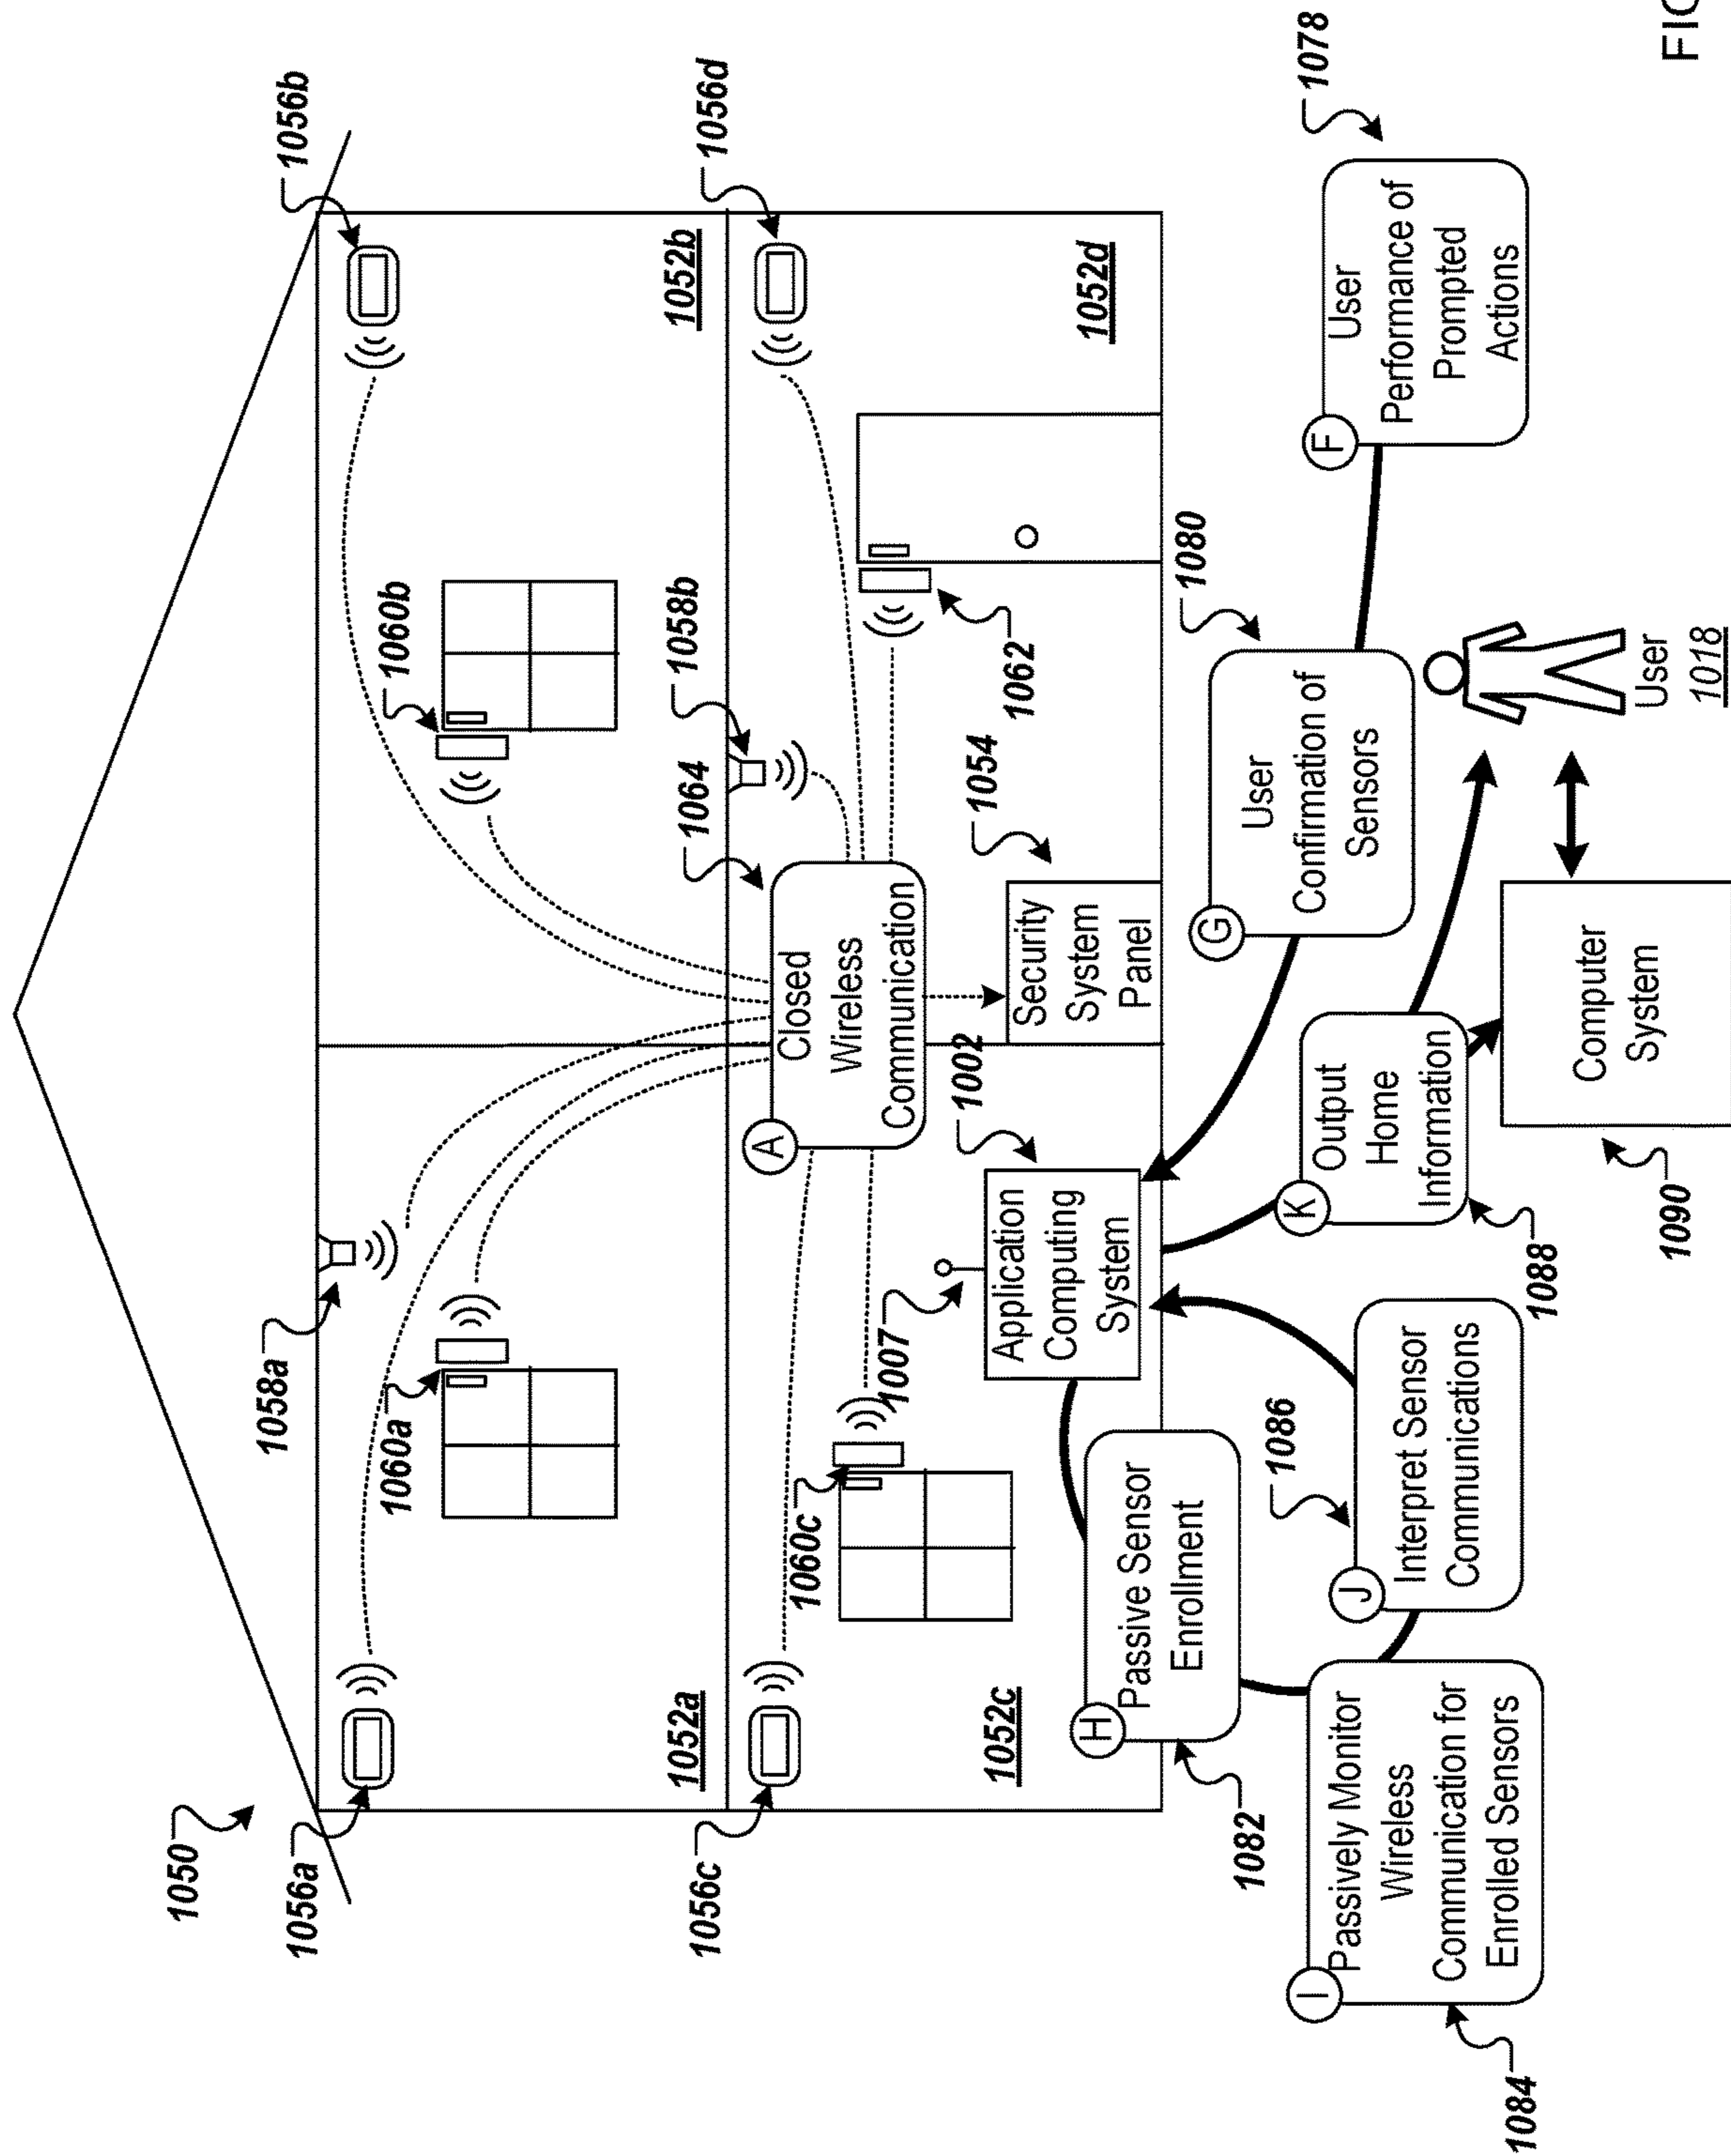 1050
1056a
1058a
1056b
1060a
1060b
1052a
1052b
1056c
1064
1058b
1056d
A
Closed
Wireless
Communication
1060c
1007
1002
1054
1062
Application
Computing
System
Security
System
Panel
1052c
1052d
H
Passive Sensor
Enrollment
1082
1080
G
User
Confirmation of
Sensors
1078
F
User
Performance of
Prompted
Actions
I
Passively Monitor
Wireless
Communication for
Enrolled Sensors
1084
1086
J
Interpret Sensor
Communications
K
Output
Home
Information
1088
Computer
System
1090
User
1018
FIG